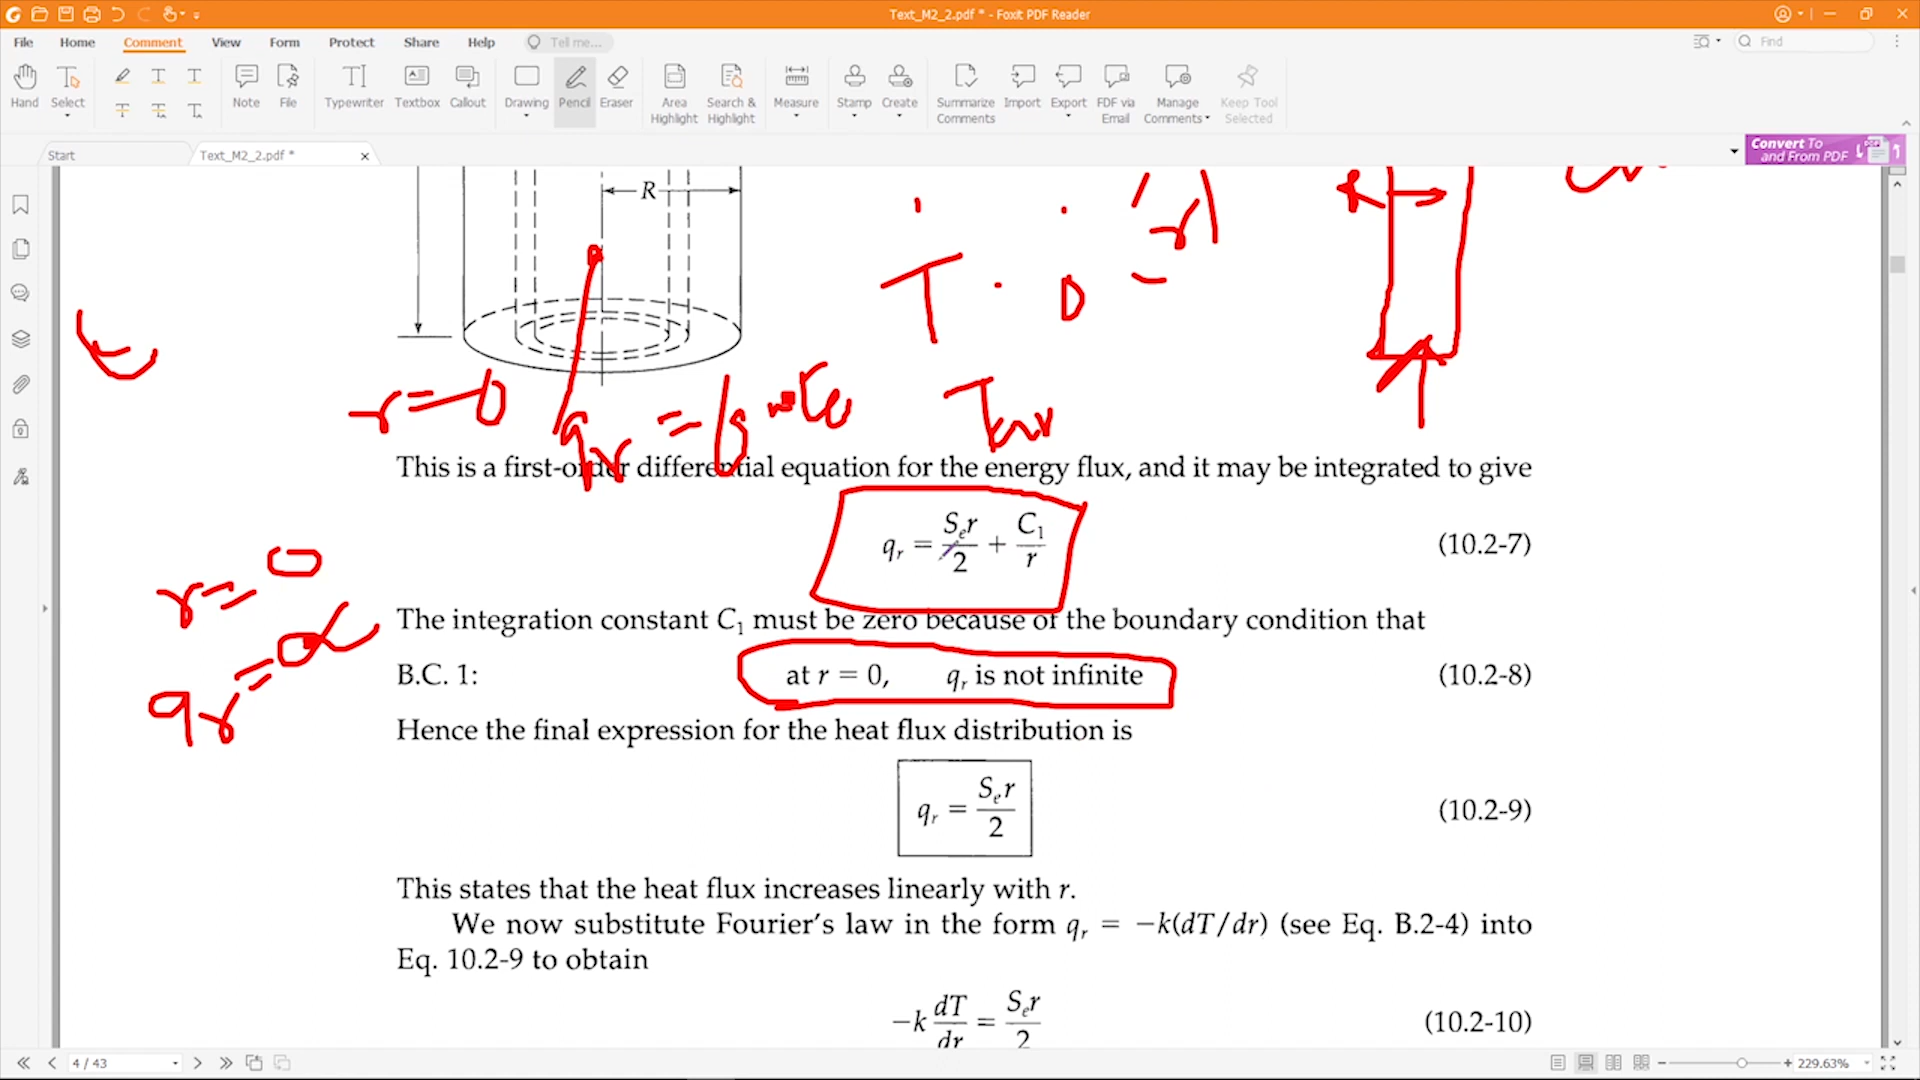 Text_M2_2.pdf * - Foxit PDF Reader
File Home Comment View Form Protect Share Help Tell me... Find
Hand Select Note File Typewriter Textbox Callout Drawing Pencil Eraser Area Highlight Search & Highlight Measure Stamp Create Summarize Comments Import Export FDF via Email Manage Comments Keep Tool Selected
Start Text_M2_2.pdf * Convert To and From PDF
R
r
T
r=0 qr =
This is a first-order differential equation for the energy flux, and it may be integrated to give
q_r = S_e r / 2 + C_1 / r (10.2-7)
r=0
The integration constant C_1 must be zero because of the boundary condition that
B.C. 1: at r = 0, q_r is not infinite (10.2-8)
qr=α
Hence the final expression for the heat flux distribution is
q_r = S_e r / 2 (10.2-9)
This states that the heat flux increases linearly with r.
We now substitute Fourier's law in the form q_r = −k(dT/dr) (see Eq. B.2-4) into
Eq. 10.2-9 to obtain
−k dT/dr = S_e r / 2 (10.2-10)
4 / 43 229.63%